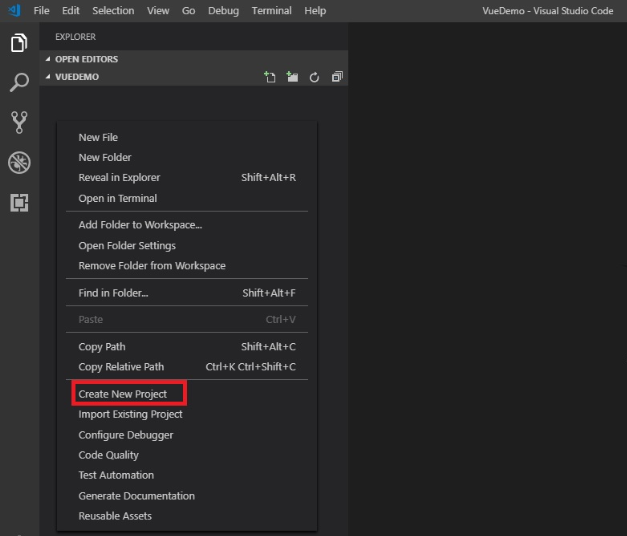 File Edit Selection View Go Debug Terminal Help VueDemo - Visual Studio Code
EXPLORER
OPEN EDITORS
VUEDEMO
New File
New Folder
Reveal in Explorer Shift+Alt+R
Open in Terminal
Add Folder to Workspace...
Open Folder Settings
Remove Folder from Workspace
Find in Folder... Shift+Alt+F
Paste Ctrl+V
Copy Path Shift+Alt+C
Copy Relative Path Ctrl+K Ctrl+Shift+C
Create New Project
Import Existing Project
Configure Debugger
Code Quality
Test Automation
Generate Documentation
Reusable Assets